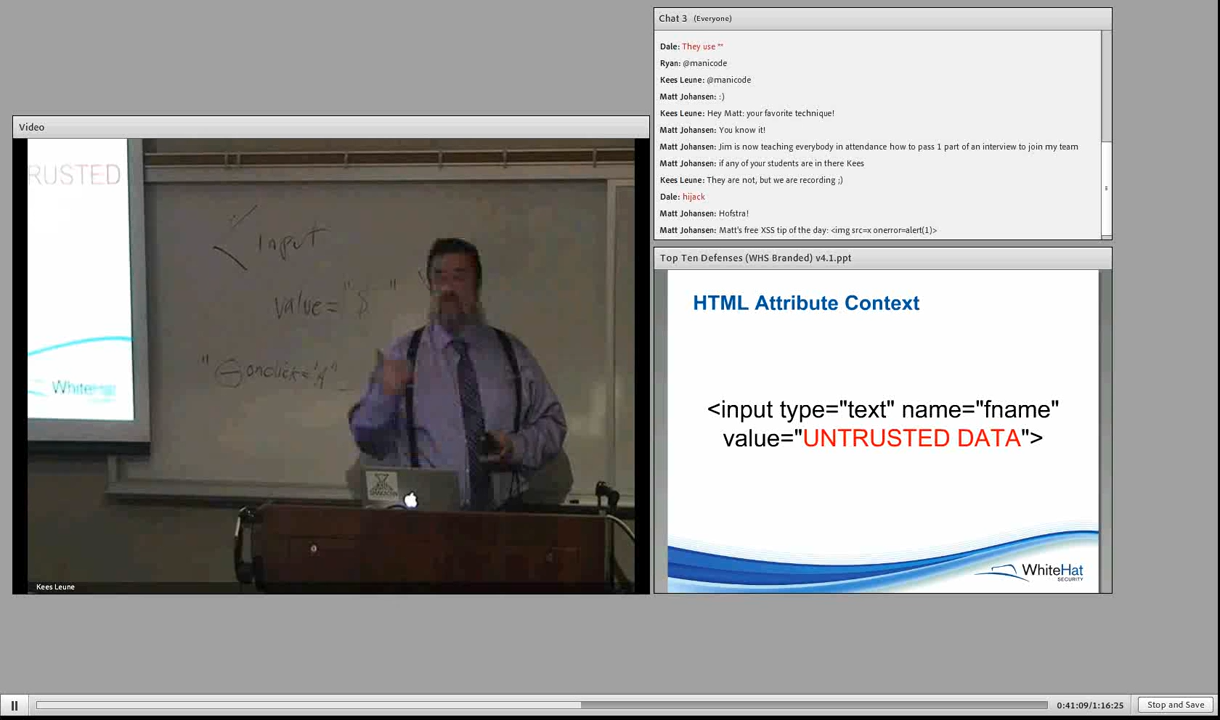 Video
RUSTED
input
value="$ "
" onclick='A'
WhiteHat
Kees Leune
Chat 3 (Everyone)
Dale: They use "
Ryan: @manicode
Kees Leune: @manicode
Matt Johansen: :)
Kees Leune: Hey Matt: your favorite technique!
Matt Johansen: You know it!
Matt Johansen: Jim is now teaching everybody in attendance how to pass 1 part of an interview to join my team
Matt Johansen: if any of your students are in there Kees
Kees Leune: They are not, but we are recording ;)
Dale: hijack
Matt Johansen: Hofstra!
Matt Johansen: Matt's free XSS tip of the day: <img src=x onerror=alert(1)>
Top Ten Defenses (WHS Branded) v4.1.ppt
HTML Attribute Context
<input type="text" name="fname"
value="UNTRUSTED DATA">
WhiteHat
SECURITY
0:41:09/1:16:25
Stop and Save